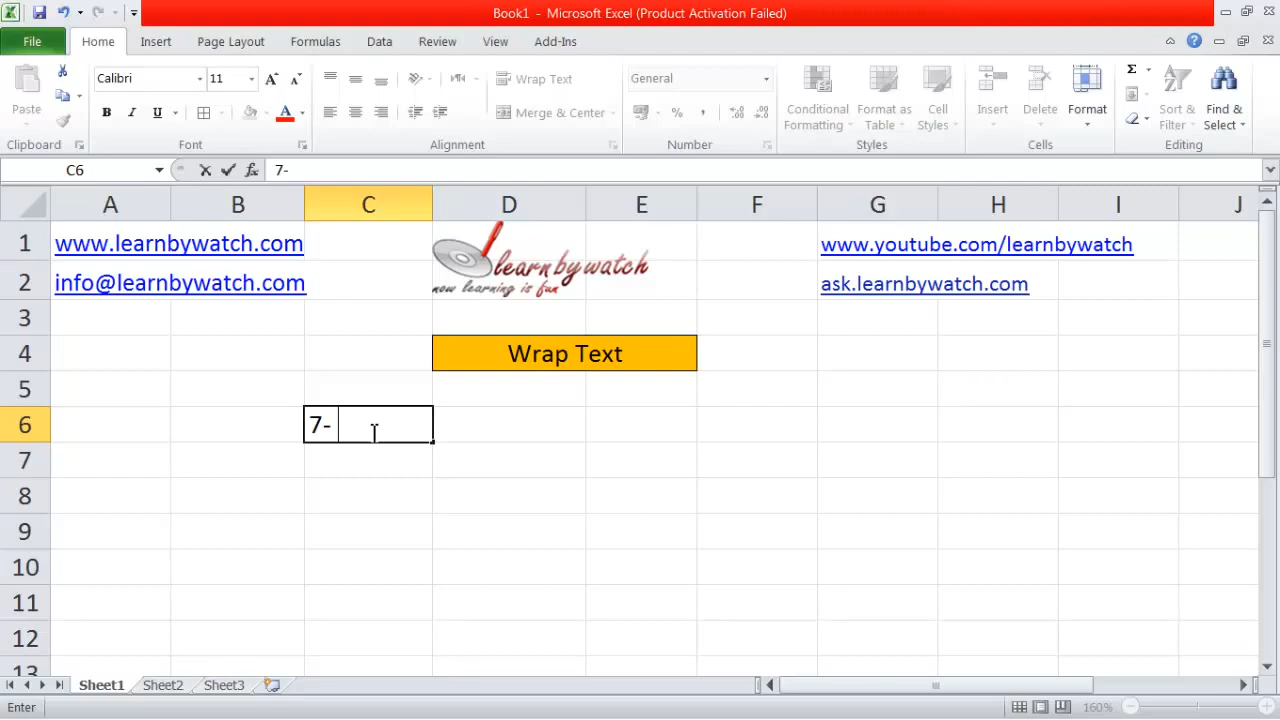 Book1 - Microsoft Excel (Product Activation Failed)
File Home Insert Page Layout Formulas Data Review View Add-Ins
Calibri 11 A A Wrap Text General Conditional Formatting Format as Table Cell Styles Insert Delete Format Σ Sort & Filter Find & Select
Paste B I U A Merge & Center % ,
Clipboard Font Alignment Number Styles Cells Editing
C6 fx 7-
A B C D E F G H I J
1 www.learnbywatch.com learnbywatch www.youtube.com/learnbywatch
2 info@learnbywatch.com now learning is fun ask.learnbywatch.com
3
4 Wrap Text
5
6 7-
7
8
9
10
11
12
13
Sheet1 Sheet2 Sheet3
Enter 160%